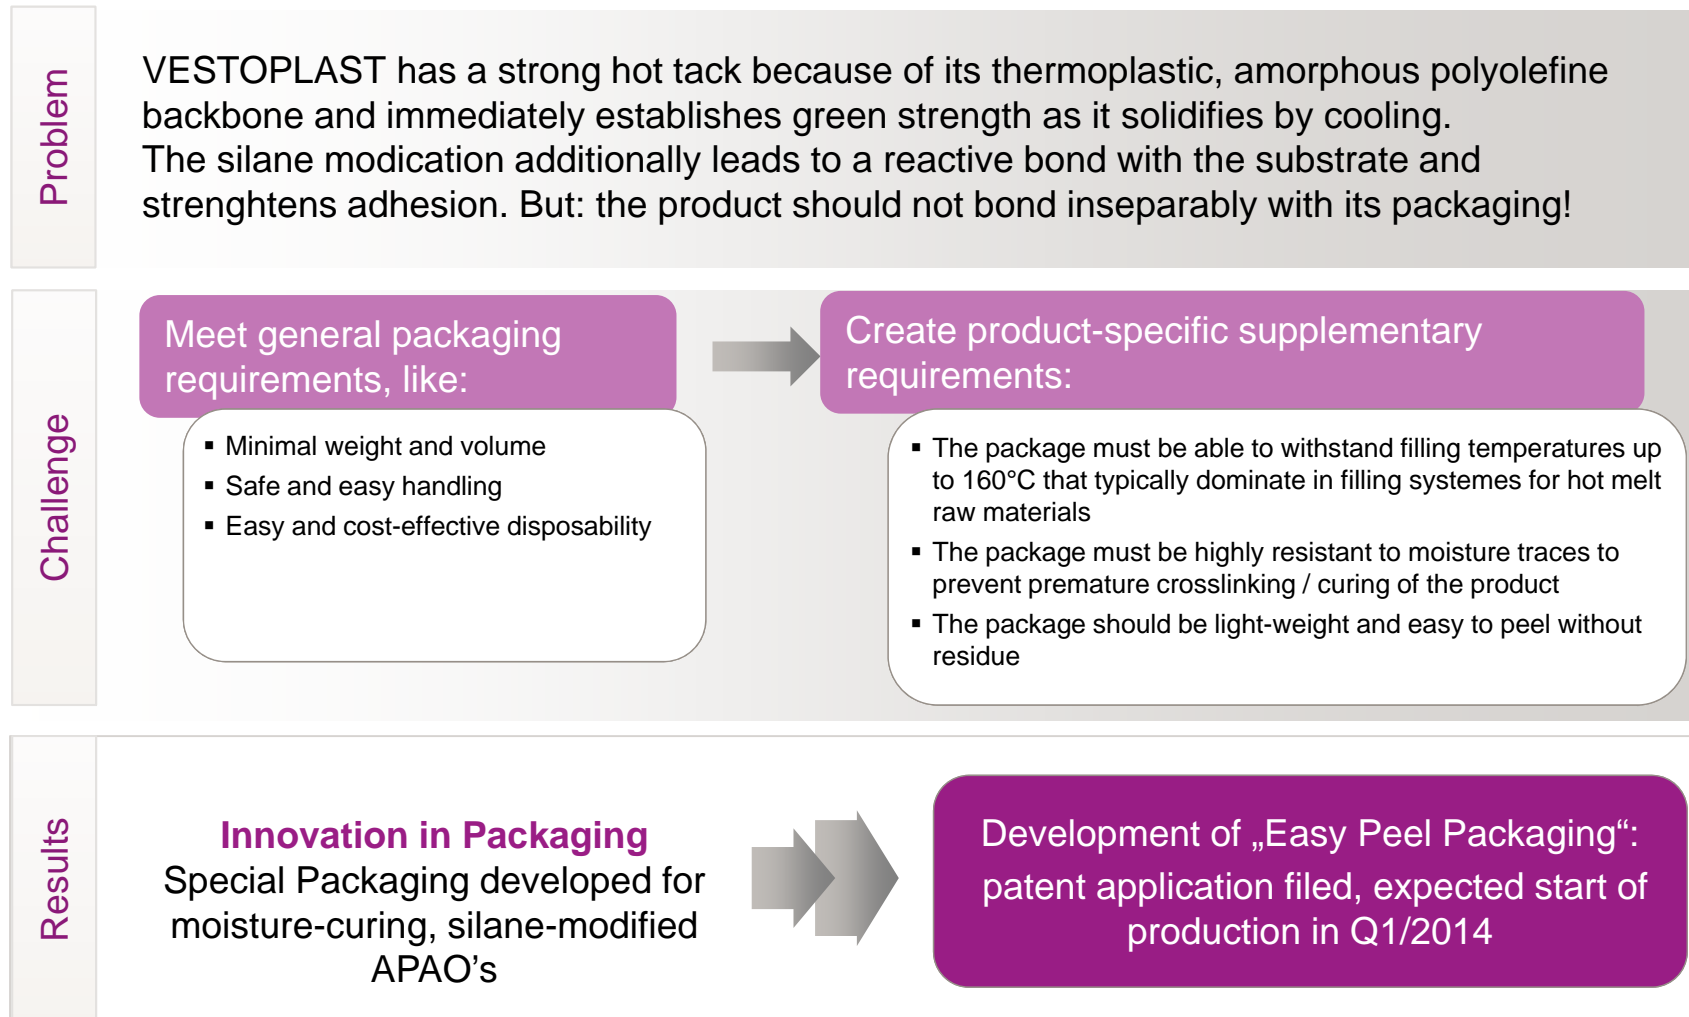 Problem
VESTOPLAST has a strong hot tack because of its thermoplastic, amorphous polyolefine
backbone and immediately establishes green strength as it solidifies by cooling.
The silane modication additionally leads to a reactive bond with the substrate and
strenghtens adhesion. But: the product should not bond inseparably with its packaging!
Challenge
Meet general packaging
requirements, like:
▪ Minimal weight and volume
▪ Safe and easy handling
▪ Easy and cost-effective disposability
Create product-specific supplementary
requirements:
▪ The package must be able to withstand filling temperatures up
to 160°C that typically dominate in filling systemes for hot melt
raw materials
▪ The package must be highly resistant to moisture traces to
prevent premature crosslinking / curing of the product
▪ The package should be light-weight and easy to peel without
residue
Results
Innovation in Packaging
Special Packaging developed for
moisture-curing, silane-modified
APAO’s
Development of „Easy Peel Packaging“:
patent application filed, expected start of
production in Q1/2014